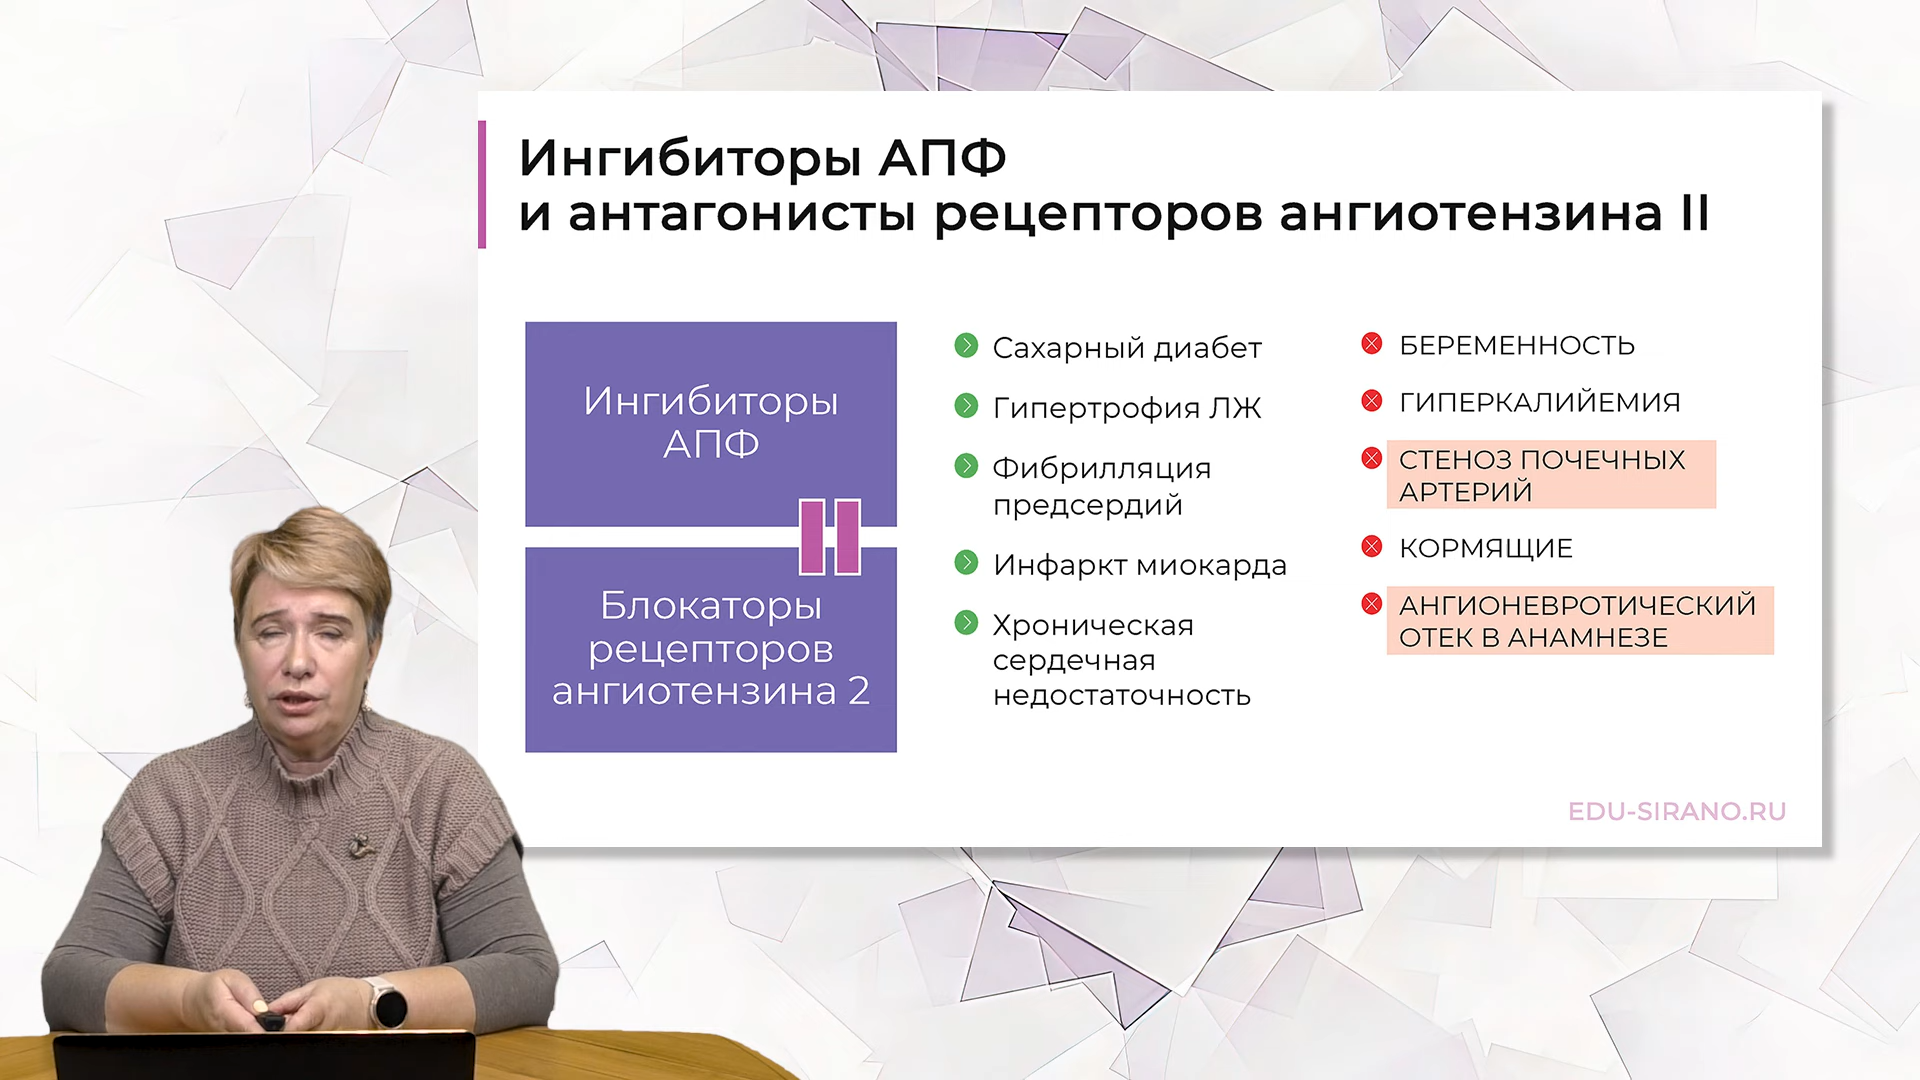 Ингибиторы АПФ
и антагонисты рецепторов ангиотензина II
Ингибиторы
АПФ
Блокаторы
рецепторов
ангиотензина 2
Сахарный диабет
Гипертрофия ЛЖ
Фибрилляция
предсердий
Инфаркт миокарда
Хроническая
сердечная
недостаточность
БЕРЕМЕННОСТЬ
ГИПЕРКАЛИЙЕМИЯ
СТЕНОЗ ПОЧЕЧНЫХ
АРТЕРИЙ
КОРМЯЩИЕ
АНГИОНЕВРОТИЧЕСКИЙ
ОТЕК В АНАМНЕЗЕ
EDU-SIRANO.RU